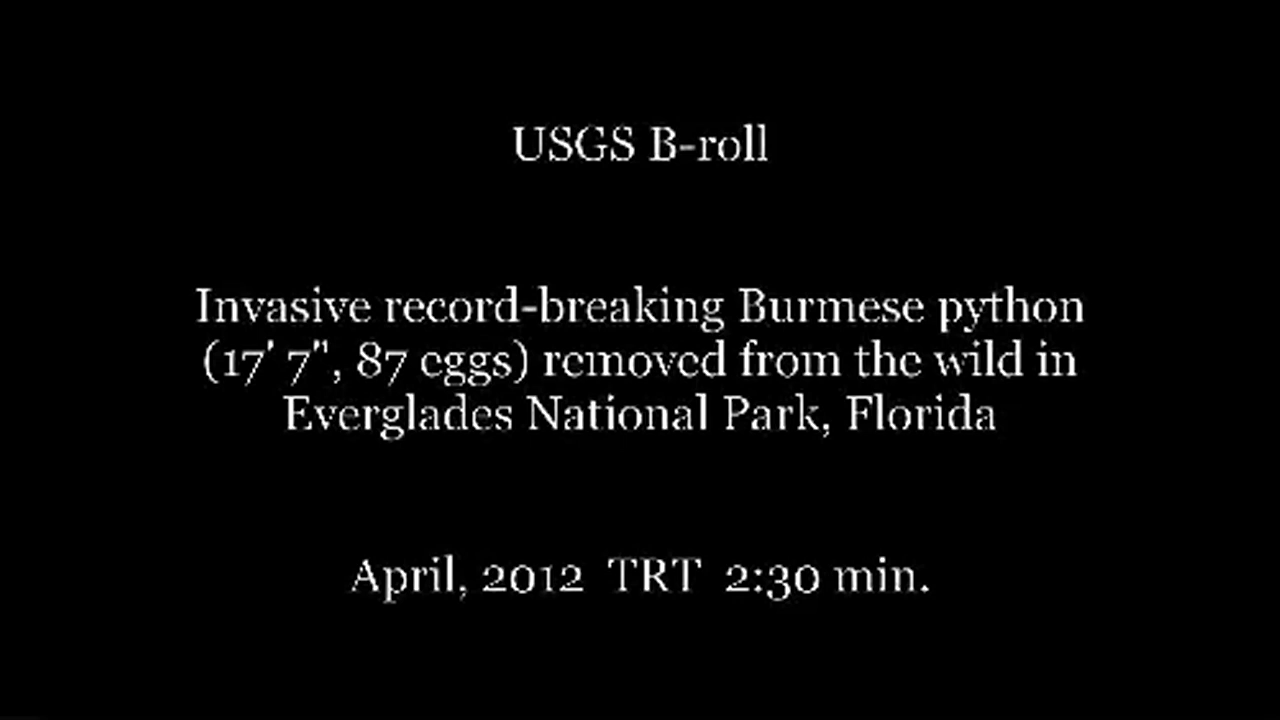 USGS B-roll
Invasive record-breaking Burmese python
(17' 7", 87 eggs) removed from the wild in
Everglades National Park, Florida
April, 2012 TRT 2:30 min.